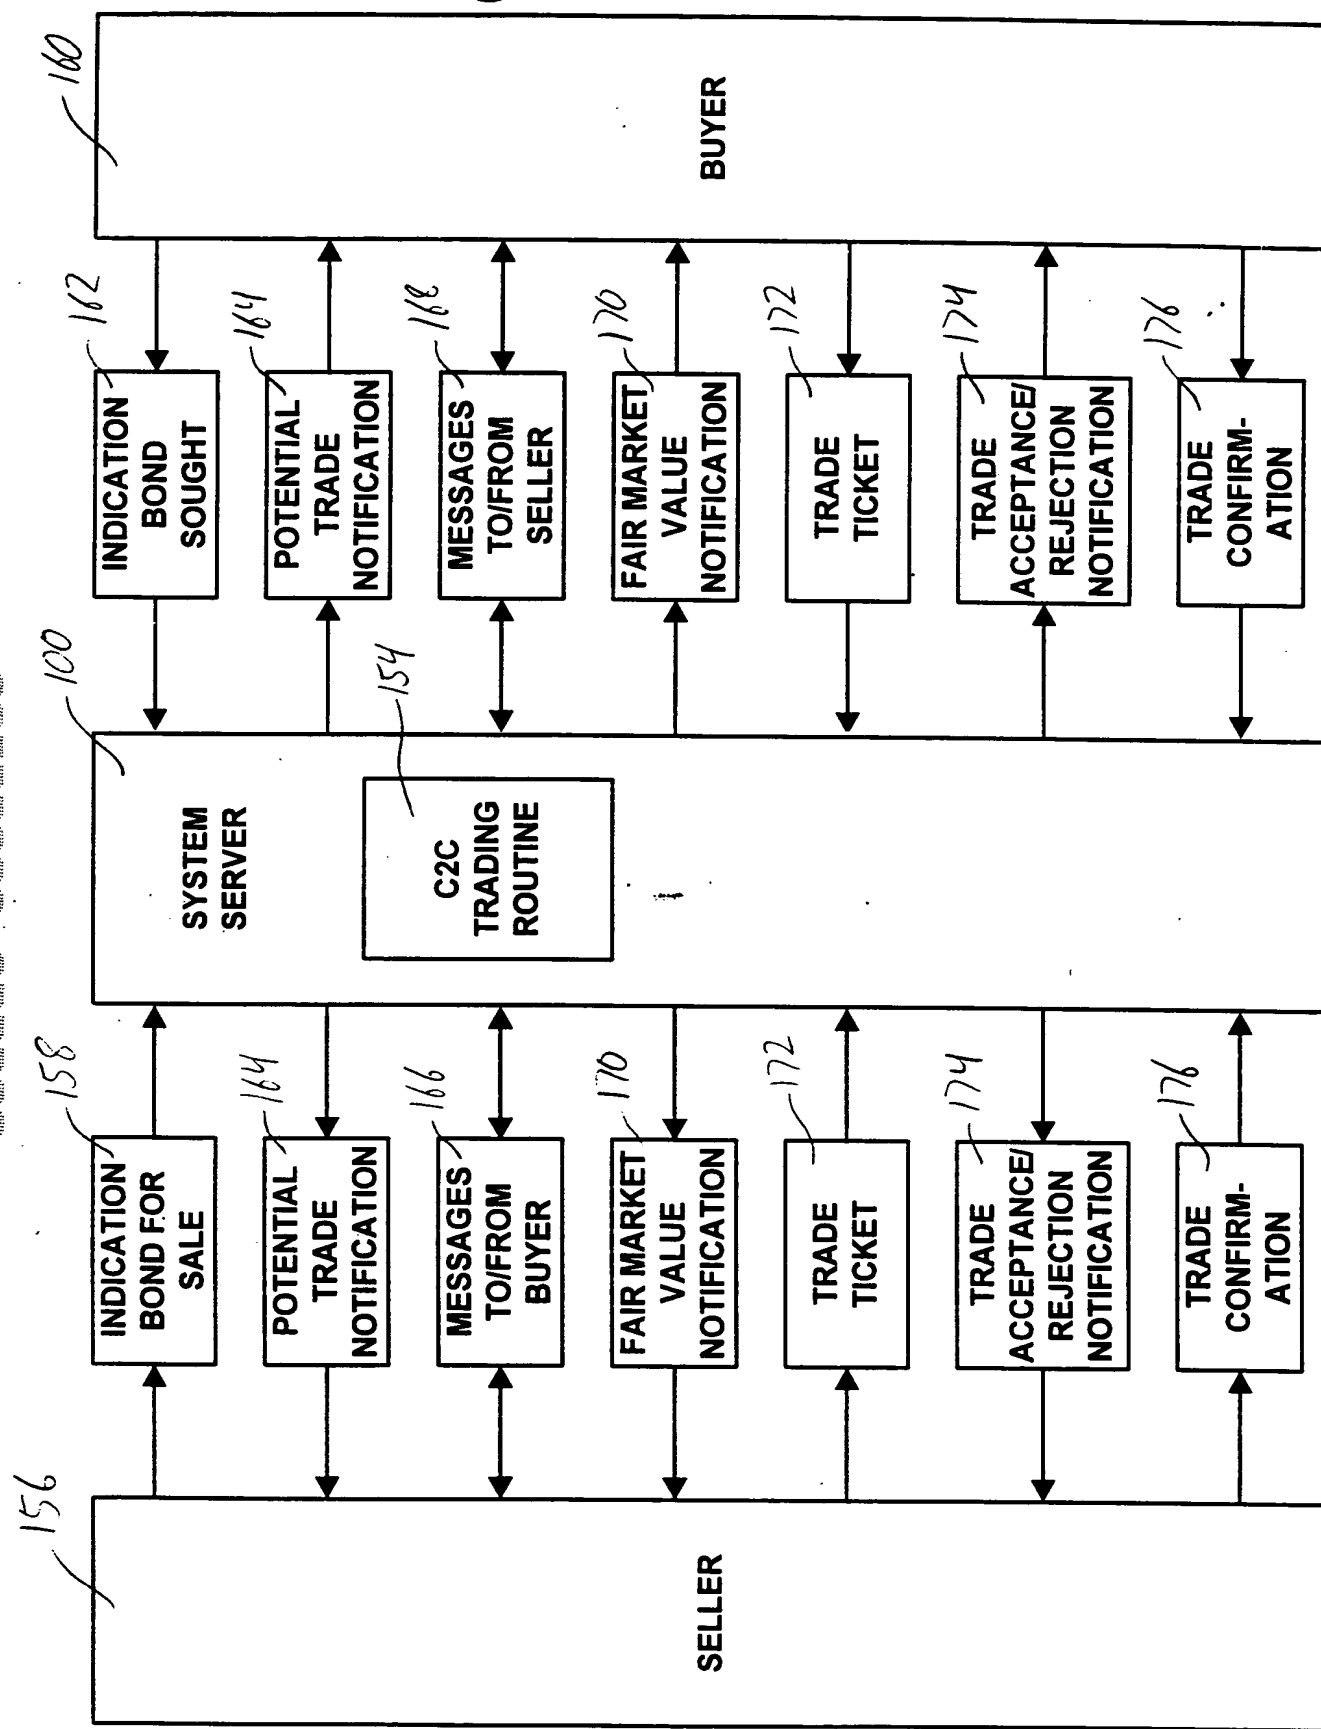 156
SELLER
158
INDICATION
BOND FOR
SALE
164
POTENTIAL
TRADE
NOTIFICATION
166
MESSAGES
TO/FROM
BUYER
170
FAIR MARKET
VALUE
NOTIFICATION
172
TRADE
TICKET
174
TRADE
ACCEPTANCE/
REJECTION
NOTIFICATION
176
TRADE
CONFIRM-
ATION
100
SYSTEM
SERVER
154
C2C
TRADING
ROUTINE
162
INDICATION
BOND
SOUGHT
164
POTENTIAL
TRADE
NOTIFICATION
168
MESSAGES
TO/FROM
SELLER
170
FAIR MARKET
VALUE
NOTIFICATION
172
TRADE
TICKET
174
TRADE
ACCEPTANCE/
REJECTION
NOTIFICATION
176
TRADE
CONFIRM-
ATION
160
BUYER